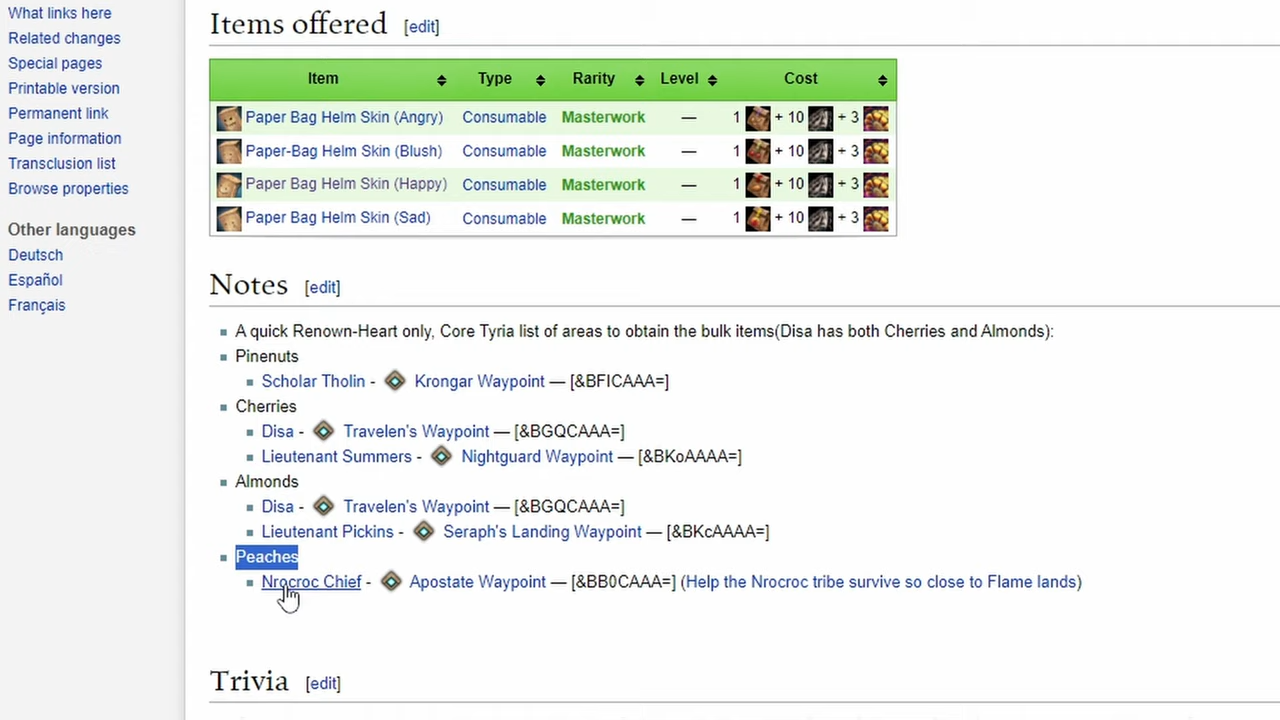 What links here
Related changes
Special pages
Printable version
Permanent link
Page information
Transclusion list
Browse properties
Other languages
Deutsch
Español
Français
Items offered [edit]
Item Type Rarity Level Cost
Paper Bag Helm Skin (Angry) Consumable Masterwork — 1 + 10 + 3
Paper-Bag Helm Skin (Blush) Consumable Masterwork — 1 + 10 + 3
Paper Bag Helm Skin (Happy) Consumable Masterwork — 1 + 10 + 3
Paper Bag Helm Skin (Sad) Consumable Masterwork — 1 + 10 + 3
Notes [edit]
A quick Renown-Heart only, Core Tyria list of areas to obtain the bulk items(Disa has both Cherries and Almonds):
Pinenuts
Scholar Tholin - Krongar Waypoint — [&BFICAAA=]
Cherries
Disa - Travelen's Waypoint — [&BGQCAAA=]
Lieutenant Summers - Nightguard Waypoint — [&BKoAAAA=]
Almonds
Disa - Travelen's Waypoint — [&BGQCAAA=]
Lieutenant Pickins - Seraph's Landing Waypoint — [&BKcAAAA=]
Peaches
Nrocroc Chief - Apostate Waypoint — [&BB0CAAA=] (Help the Nrocroc tribe survive so close to Flame lands)
Trivia [edit]